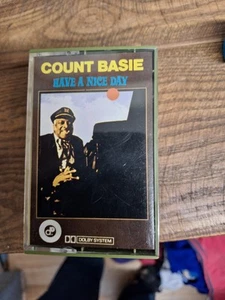 COUNT BASIE
HAVE A NICE DAY
DOLBY SYSTEM